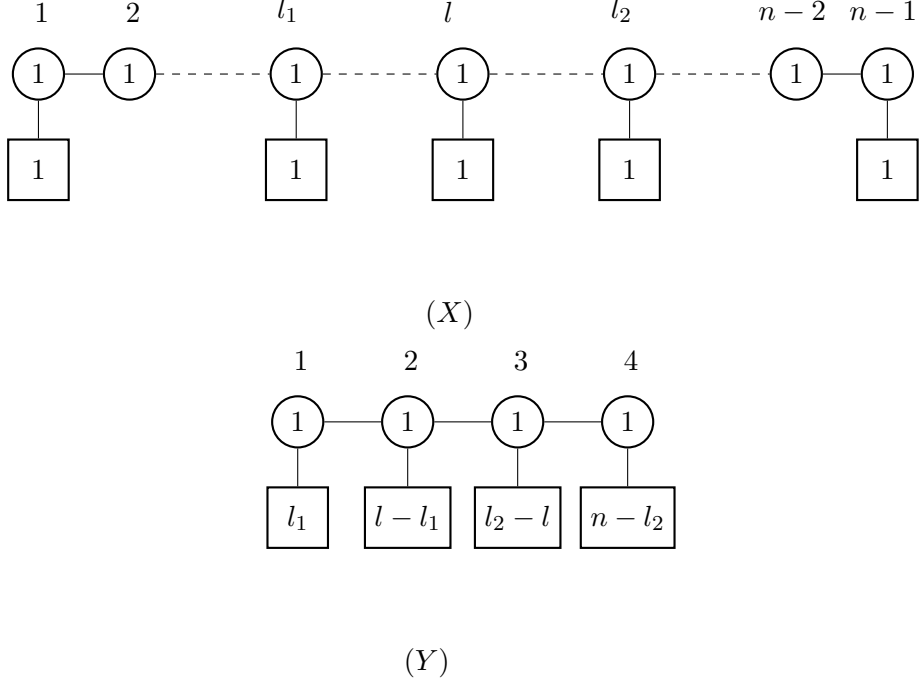 1 2 l₁ l l₂ n − 2 n − 1
1 1 1 1 1 1 1
1 1 1 1 1
(X)
1 2 3 4
1 1 1 1
l₁ l − l₁ l₂ − l n − l₂
(Y)